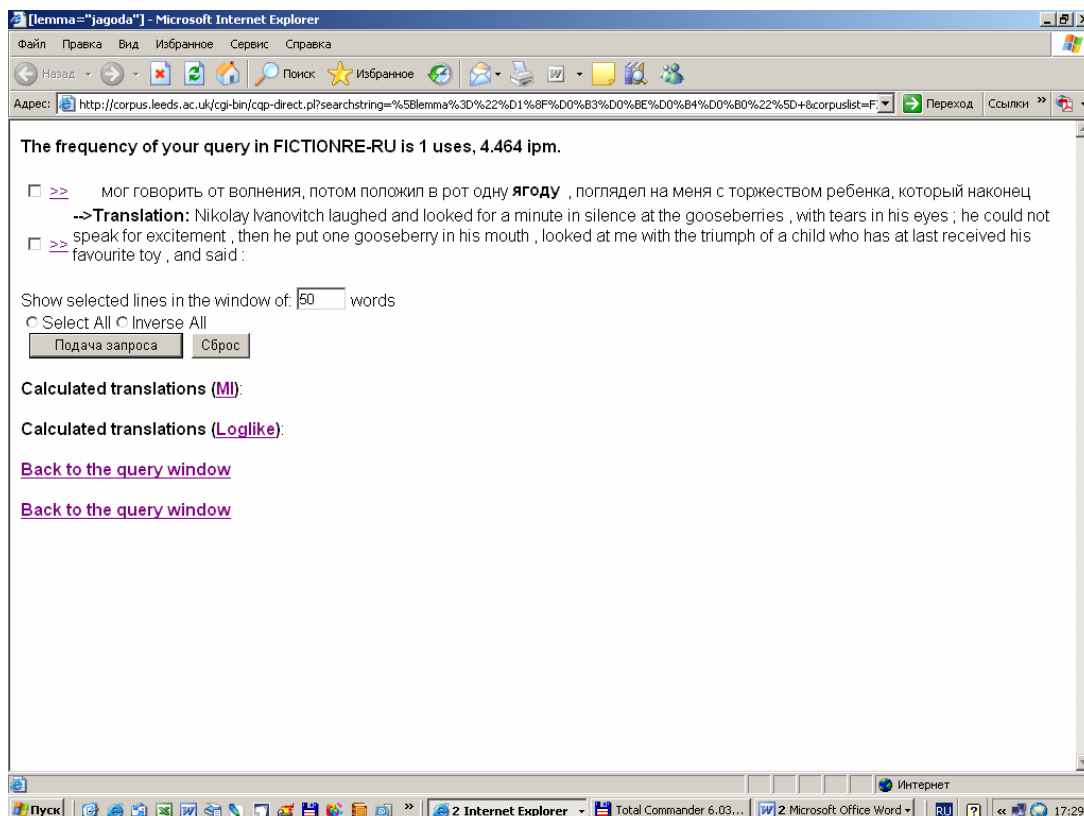 [lemma="jagoda"] - Microsoft Internet Explorer
Файл Правка Вид Избранное Сервис Справка
Назад Поиск Избранное
Адрес: http://corpus.leeds.ac.uk/cgi-bin/cqp-direct.pl?searchstring=%5Blemma%3D%22%D1%8F%D0%B3%D0%BE%D0%B4%D0%B0%22%5D+&corpuslist=F Переход Ссылки »
The frequency of your query in FICTIONRE-RU is 1 uses, 4.464 ipm.
>> мог говорить от волнения, потом положил в рот одну ягоду , поглядел на меня с торжеством ребенка, который наконец
-->Translation: Nikolay Ivanovitch laughed and looked for a minute in silence at the gooseberries , with tears in his eyes ; he could not
>> speak for excitement , then he put one gooseberry in his mouth , looked at me with the triumph of a child who has at last received his
favourite toy , and said :
Show selected lines in the window of: 50 words
Select All Inverse All
Подача запроса Сброс
Calculated translations (MI):
Calculated translations (Loglike):
Back to the query window
Back to the query window
Интернет
Пуск » 2 Internet Explorer Total Commander 6.03... 2 Microsoft Office Word RU ? « 17:29